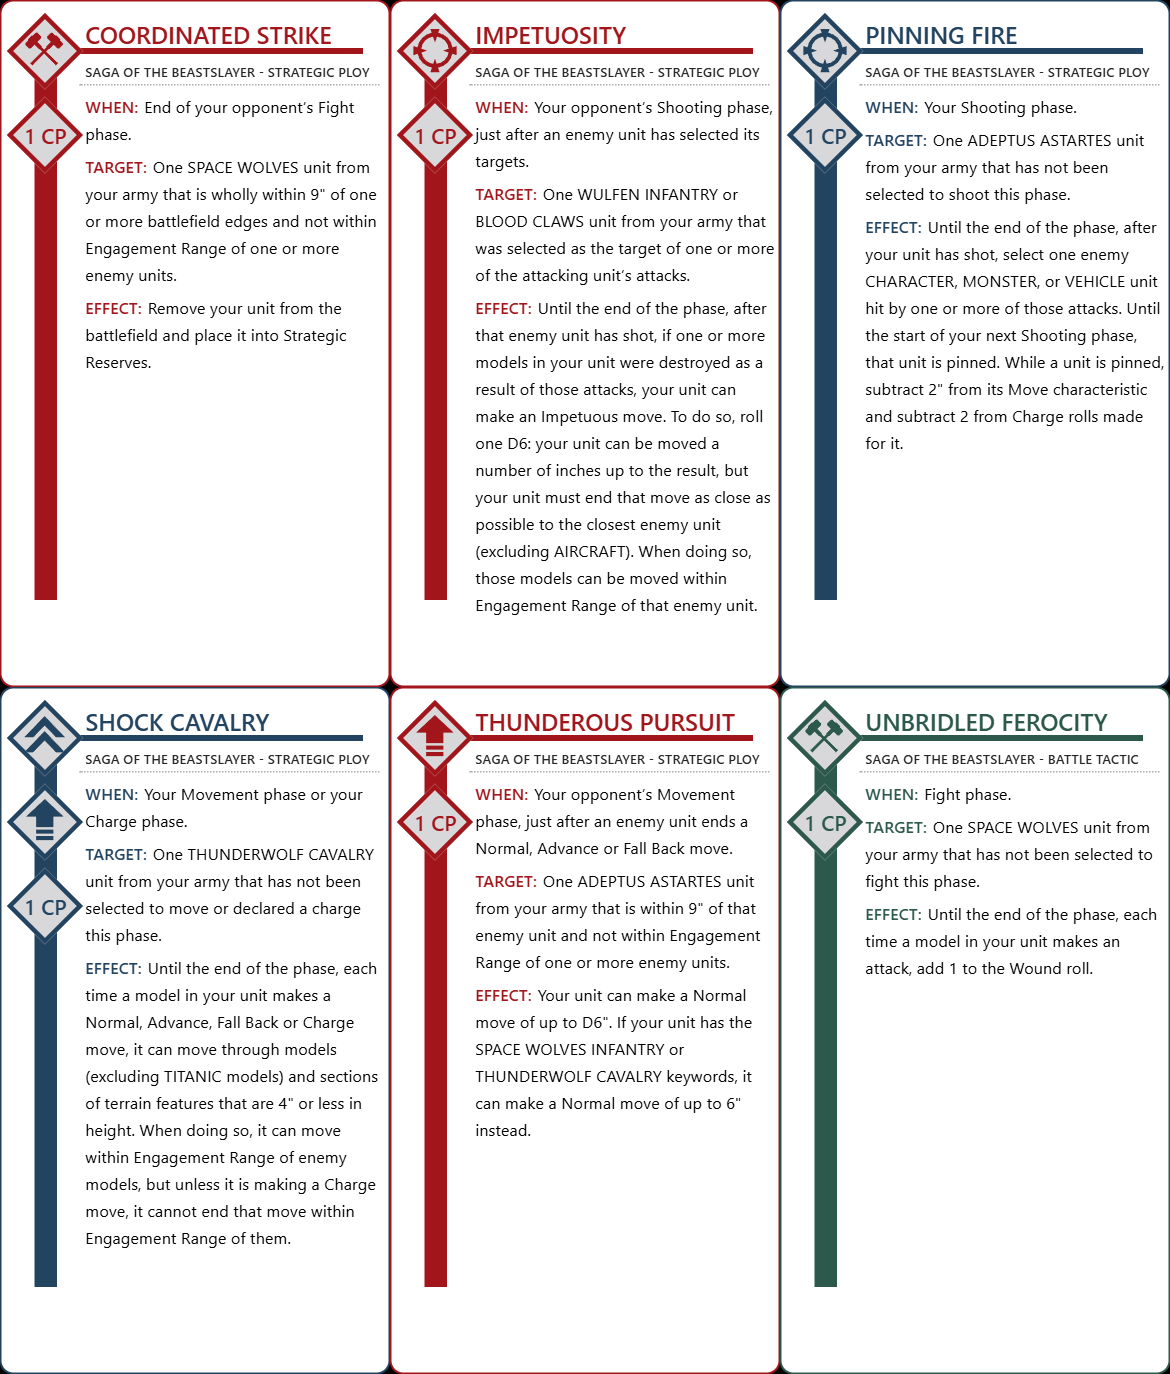 COORDINATED STRIKE
SAGA OF THE BEASTSLAYER - STRATEGIC PLOY
1 CP
WHEN: End of your opponent's Fight
phase.
TARGET: One SPACE WOLVES unit from
your army that is wholly within 9" of one
or more battlefield edges and not within
Engagement Range of one or more
enemy units.
EFFECT: Remove your unit from the
battlefield and place it into Strategic
Reserves.
IMPETUOSITY
SAGA OF THE BEASTSLAYER - STRATEGIC PLOY
1 CP
WHEN: Your opponent's Shooting phase,
just after an enemy unit has selected its
targets.
TARGET: One WULFEN INFANTRY or
BLOOD CLAWS unit from your army that
was selected as the target of one or more
of the attacking unit's attacks.
EFFECT: Until the end of the phase, after
that enemy unit has shot, if one or more
models in your unit were destroyed as a
result of those attacks, your unit can
make an Impetuous move. To do so, roll
one D6: your unit can be moved a
number of inches up to the result, but
your unit must end that move as close as
possible to the closest enemy unit
(excluding AIRCRAFT). When doing so,
those models can be moved within
Engagement Range of that enemy unit.
PINNING FIRE
SAGA OF THE BEASTSLAYER - STRATEGIC PLOY
1 CP
WHEN: Your Shooting phase.
TARGET: One ADEPTUS ASTARTES unit
from your army that has not been
selected to shoot this phase.
EFFECT: Until the end of the phase, after
your unit has shot, select one enemy
CHARACTER, MONSTER, or VEHICLE unit
hit by one or more of those attacks. Until
the start of your next Shooting phase,
that unit is pinned. While a unit is pinned,
subtract 2" from its Move characteristic
and subtract 2 from Charge rolls made
for it.
SHOCK CAVALRY
SAGA OF THE BEASTSLAYER - STRATEGIC PLOY
1 CP
WHEN: Your Movement phase or your
Charge phase.
TARGET: One THUNDERWOLF CAVALRY
unit from your army that has not been
selected to move or declared a charge
this phase.
EFFECT: Until the end of the phase, each
time a model in your unit makes a
Normal, Advance, Fall Back or Charge
move, it can move through models
(excluding TITANIC models) and sections
of terrain features that are 4" or less in
height. When doing so, it can move
within Engagement Range of enemy
models, but unless it is making a Charge
move, it cannot end that move within
Engagement Range of them.
THUNDEROUS PURSUIT
SAGA OF THE BEASTSLAYER - STRATEGIC PLOY
1 CP
WHEN: Your opponent's Movement
phase, just after an enemy unit ends a
Normal, Advance or Fall Back move.
TARGET: One ADEPTUS ASTARTES unit
from your army that is within 9" of that
enemy unit and not within Engagement
Range of one or more enemy units.
EFFECT: Your unit can make a Normal
move of up to D6". If your unit has the
SPACE WOLVES INFANTRY or
THUNDERWOLF CAVALRY keywords, it
can make a Normal move of up to 6"
instead.
UNBRIDLED FEROCITY
SAGA OF THE BEASTSLAYER - BATTLE TACTIC
1 CP
WHEN: Fight phase.
TARGET: One SPACE WOLVES unit from
your army that has not been selected to
fight this phase.
EFFECT: Until the end of the phase, each
time a model in your unit makes an
attack, add 1 to the Wound roll.